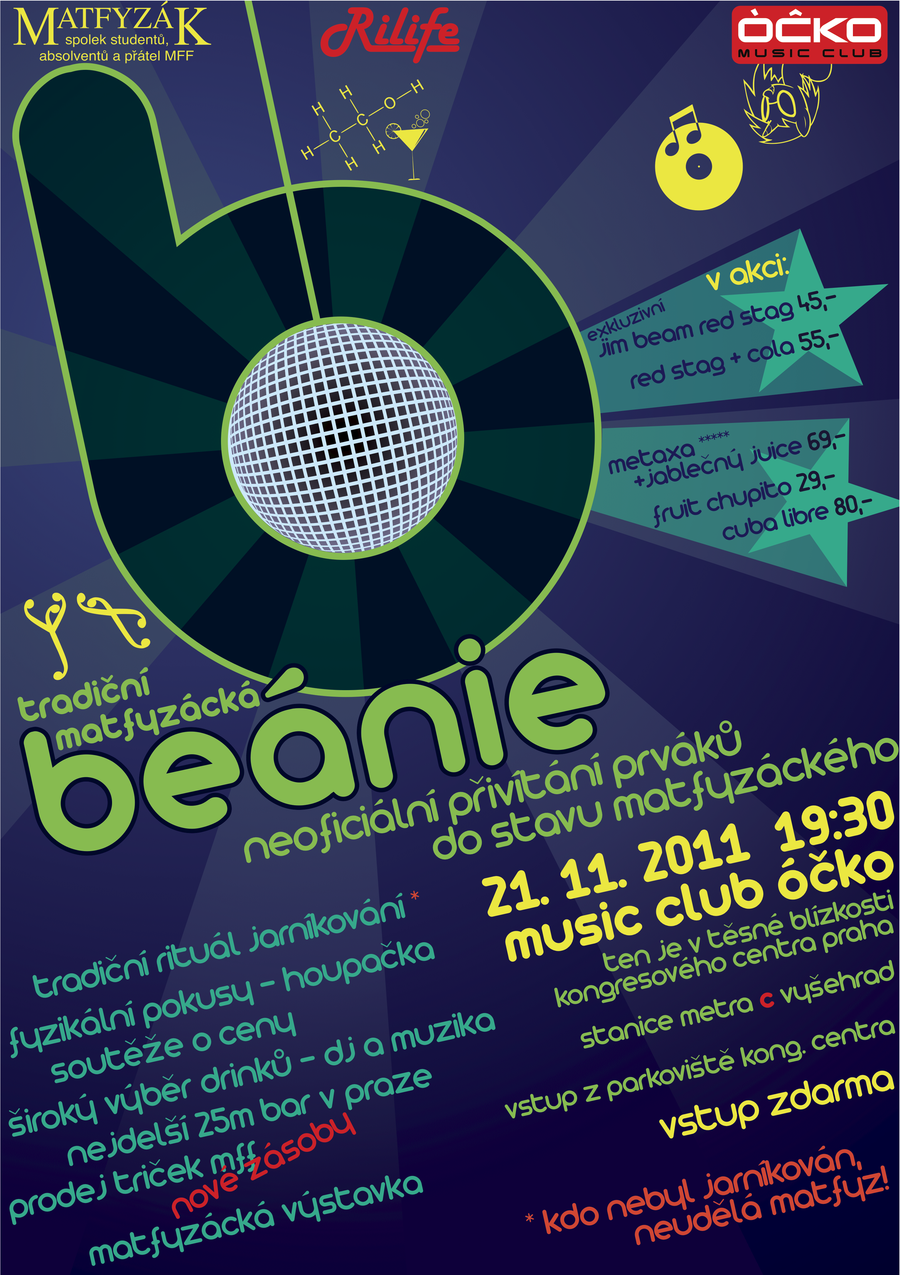 MATFYZÁK
spolek studentů,
absolventů a přátel MFF
Rilife
ÒĈKO
MUSIC CLUB
H H O H
H C C
H H
v akci:
exkluzivní
jim beam red stag 45,-
red stag + cola 55,-
metaxa *****
+jablečný juice 69,-
fruit chupito 29,-
cuba libre 80,-
tradiční
matfyzácká
beánie
neoficiální přivítání prváků
do stavu matfyzáckého
21. 11. 2011 19:30
music club óčko
ten je v těsné blízkosti
kongresového centra praha
stanice metra c vyšehrad
vstup z parkoviště kong. centra
vstup zdarma
tradiční rituál jarníkování *
fyzikální pokusy - houpačka
soutěže o ceny
široký výběr drinků - dj a muzika
nejdelší 25m bar v praze
prodej triček mff
nové zásoby
matfyzácká výstavka
* kdo nebyl jarníkován,
neudělá matfyz!